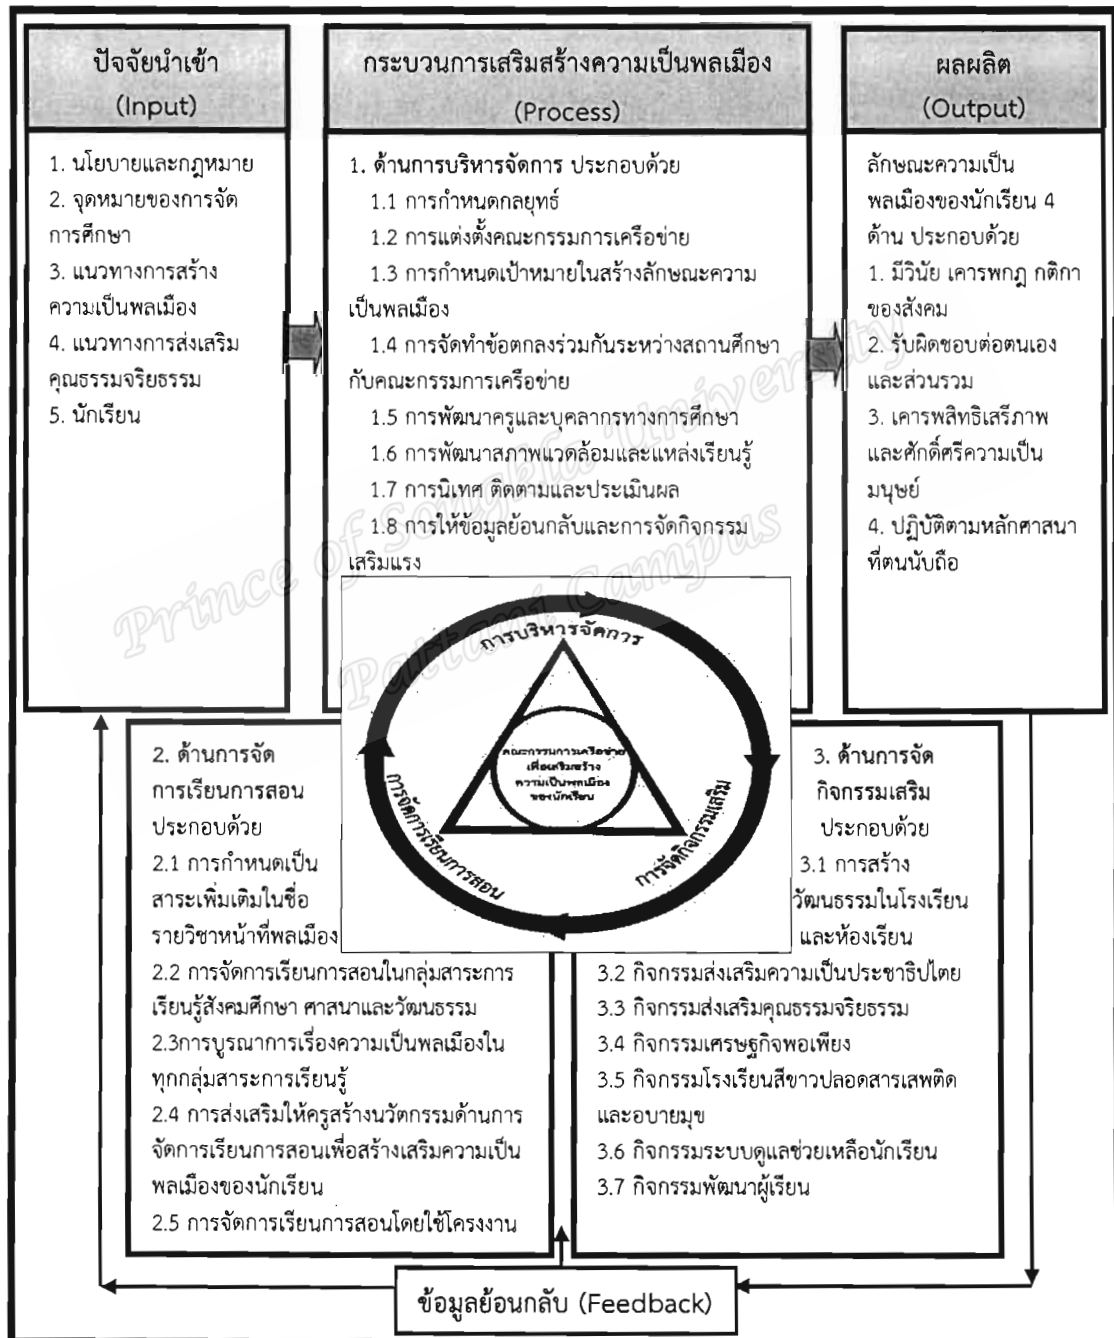 ปัจจัยนำเข้า
(Input)
1. นโยบายและกฎหมาย
2. จุดหมายของการจัด
การศึกษา
3. แนวทางการสร้าง
ความเป็นพลเมือง
4. แนวทางการส่งเสริม
คุณธรรมจริยธรรม
5. นักเรียน
กระบวนการเสริมสร้างความเป็นพลเมือง
(Process)
1. ด้านการบริหารจัดการ ประกอบด้วย
1.1 การกำหนดกลยุทธ์
1.2 การแต่งตั้งคณะกรรมการเครือข่าย
1.3 การกำหนดเป้าหมายในสร้างลักษณะความ
เป็นพลเมือง
1.4 การจัดทำข้อตกลงร่วมกันระหว่างสถานศึกษา
กับคณะกรรมการเครือข่าย
1.5 การพัฒนาครูและบุคลากรทางการศึกษา
1.6 การพัฒนาสภาพแวดล้อมและแหล่งเรียนรู้
1.7 การนิเทศ ติดตามและประเมินผล
1.8 การให้ข้อมูลย้อนกลับและการจัดกิจกรรม
เสริมแรง
ผลผลิต
(Output)
ลักษณะความเป็น
พลเมืองของนักเรียน 4
ด้าน ประกอบด้วย
1. มีวินัย เคารพกฎ กติกา
ของสังคม
2. รับผิดชอบต่อตนเอง
และส่วนรวม
3. เคารพสิทธิเสรีภาพ
และศักดิ์ศรีความเป็น
มนุษย์
4. ปฏิบัติตามหลักศาสนา
ที่ตนนับถือ
Prince of Songkla University
Pattani Campus
การบริหารจัดการ
คณะกรรมการเครือข่าย
เพื่อเสริมสร้าง
ความเป็นพลเมือง
ของนักเรียน
การจัดการเรียนการสอน
การจัดกิจกรรมเสริม
2. ด้านการจัด
การเรียนการสอน
ประกอบด้วย
2.1 การกำหนดเป็น
สาระเพิ่มเติมในชื่อ
รายวิชาหน้าที่พลเมือง
2.2 การจัดการเรียนการสอนในกลุ่มสาระการ
เรียนรู้สังคมศึกษา ศาสนาและวัฒนธรรม
2.3การบูรณาการเรื่องความเป็นพลเมืองใน
ทุกกลุ่มสาระการเรียนรู้
2.4 การส่งเสริมให้ครูสร้างนวัตกรรมด้านการ
จัดการเรียนการสอนเพื่อสร้างเสริมความเป็น
พลเมืองของนักเรียน
2.5 การจัดการเรียนการสอนโดยใช้โครงงาน
3. ด้านการจัด
กิจกรรมเสริม
ประกอบด้วย
3.1 การสร้าง
วัฒนธรรมในโรงเรียน
และห้องเรียน
3.2 กิจกรรมส่งเสริมความเป็นประชาธิปไตย
3.3 กิจกรรมส่งเสริมคุณธรรมจริยธรรม
3.4 กิจกรรมเศรษฐกิจพอเพียง
3.5 กิจกรรมโรงเรียนสีขาวปลอดสารเสพติด
และอบายมุข
3.6 กิจกรรมระบบดูแลช่วยเหลือนักเรียน
3.7 กิจกรรมพัฒนาผู้เรียน
ข้อมูลย้อนกลับ (Feedback)